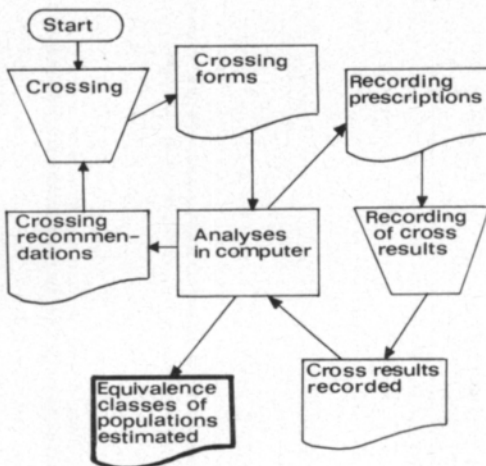 Start
Crossing
Crossing
forms
Recording
prescriptions
Crossing
recommen-
dations
Analyses
in computer
Recording
of cross
results
Equivalence
classes of
populations
estimated
Cross results
recorded